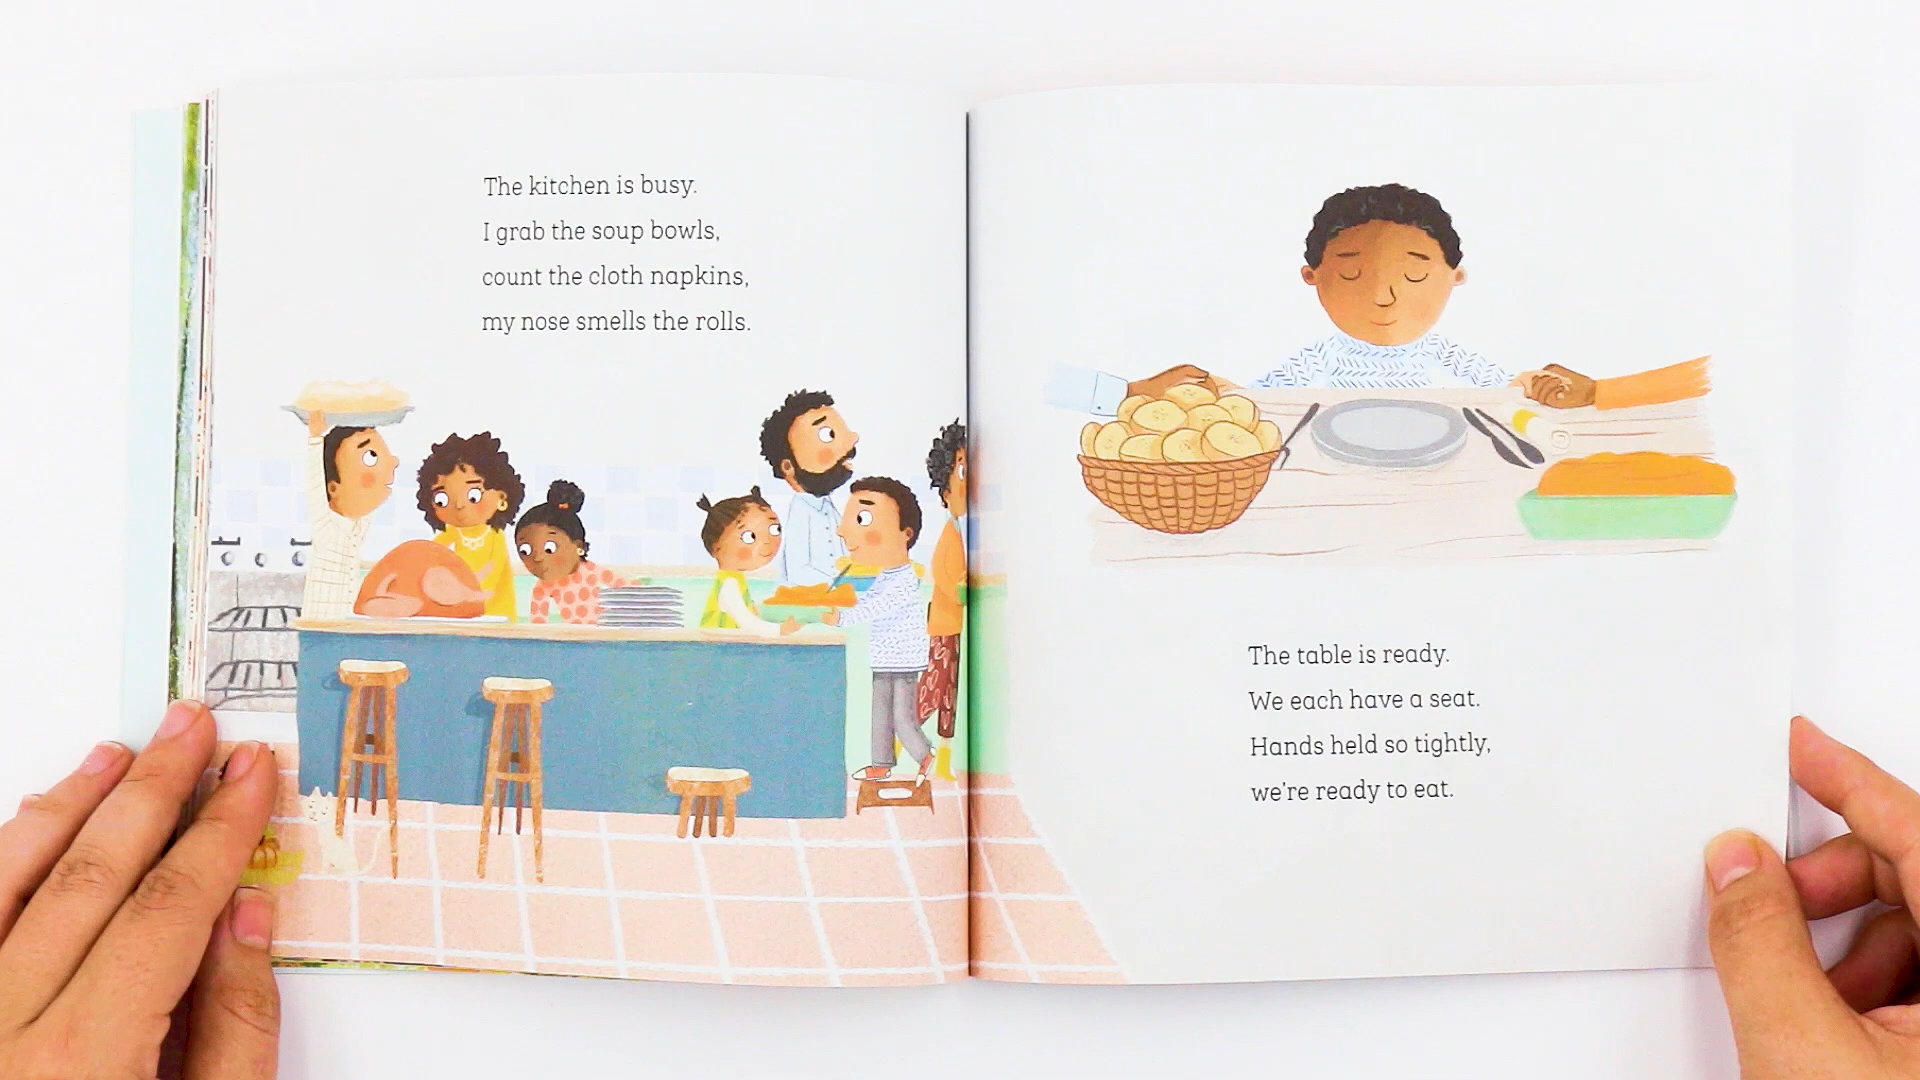 The kitchen is busy.
I grab the soup bowls,
count the cloth napkins,
my nose smells the rolls.
The table is ready.
We each have a seat.
Hands held so tightly,
we're ready to eat.